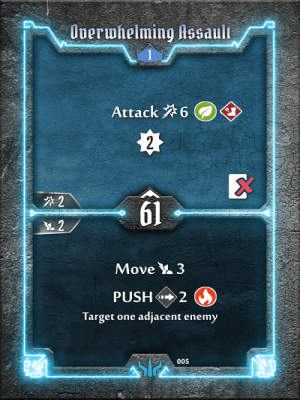 Overwhelming Assault
1
Attack 6
2
2
61
2
Move 3
PUSH 2
Target one adjacent enemy
005